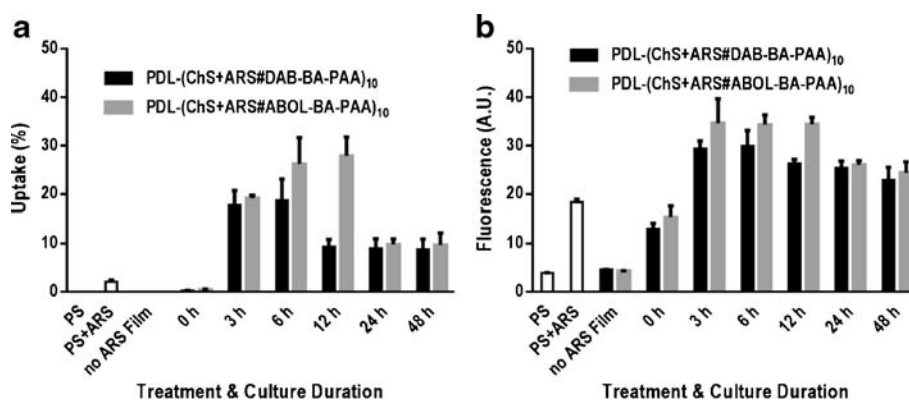 a
50
40
30
20
10
0
Uptake (%)
PDL-(ChS+ARS#DAB-BA-PAA)10
PDL-(ChS+ARS#ABOL-BA-PAA)10
PS
PS+ARS
no ARS Film
0 h
3 h
6 h
12 h
24 h
48 h
Treatment & Culture Duration
b
50
40
30
20
10
0
Fluorescence (A.U.)
PDL-(ChS+ARS#DAB-BA-PAA)10
PDL-(ChS+ARS#ABOL-BA-PAA)10
PS
PS+ARS
no ARS Film
0 h
3 h
6 h
12 h
24 h
48 h
Treatment & Culture Duration